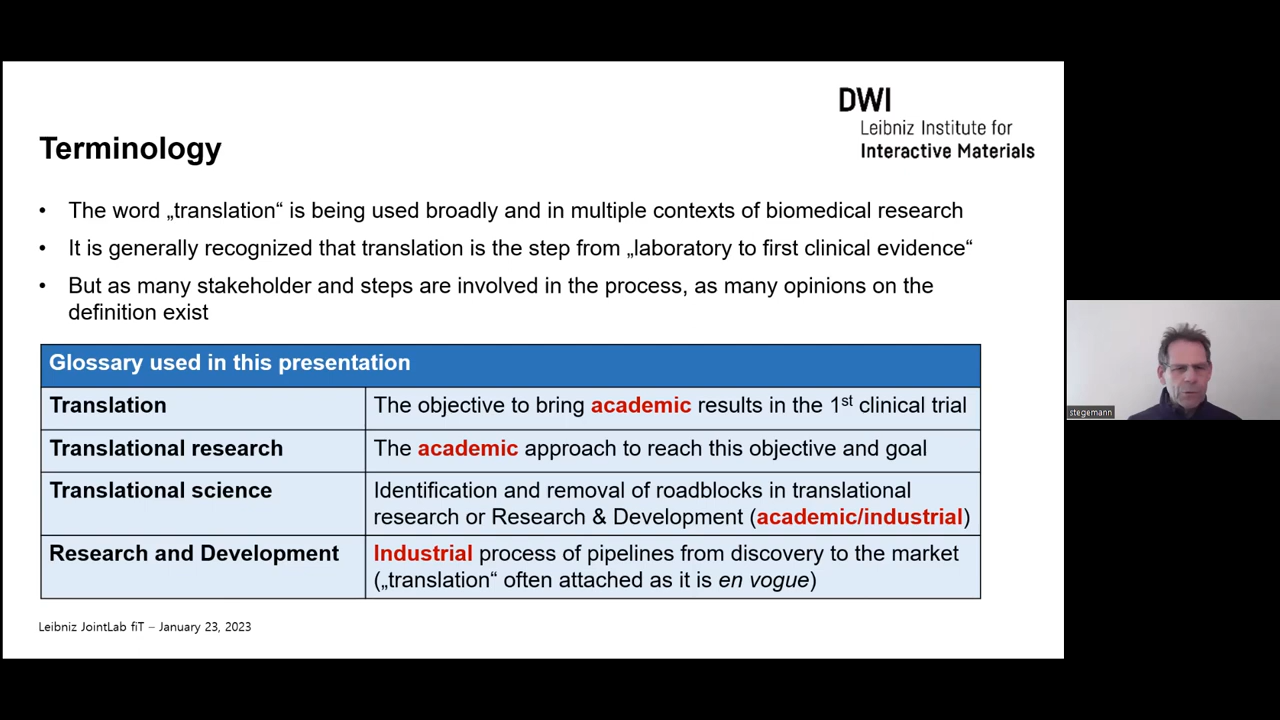 DWI
Leibniz Institute for
Interactive Materials
Terminology
• The word „translation“ is being used broadly and in multiple contexts of biomedical research
• It is generally recognized that translation is the step from „laboratory to first clinical evidence“
• But as many stakeholder and steps are involved in the process, as many opinions on the
definition exist
Glossary used in this presentation
Translation The objective to bring academic results in the 1st clinical trial
Translational research The academic approach to reach this objective and goal
Translational science Identification and removal of roadblocks in translational
research or Research & Development (academic/industrial)
Research and Development Industrial process of pipelines from discovery to the market
(„translation“ often attached as it is en vogue)
Leibniz JointLab fiT – January 23, 2023
stegemann